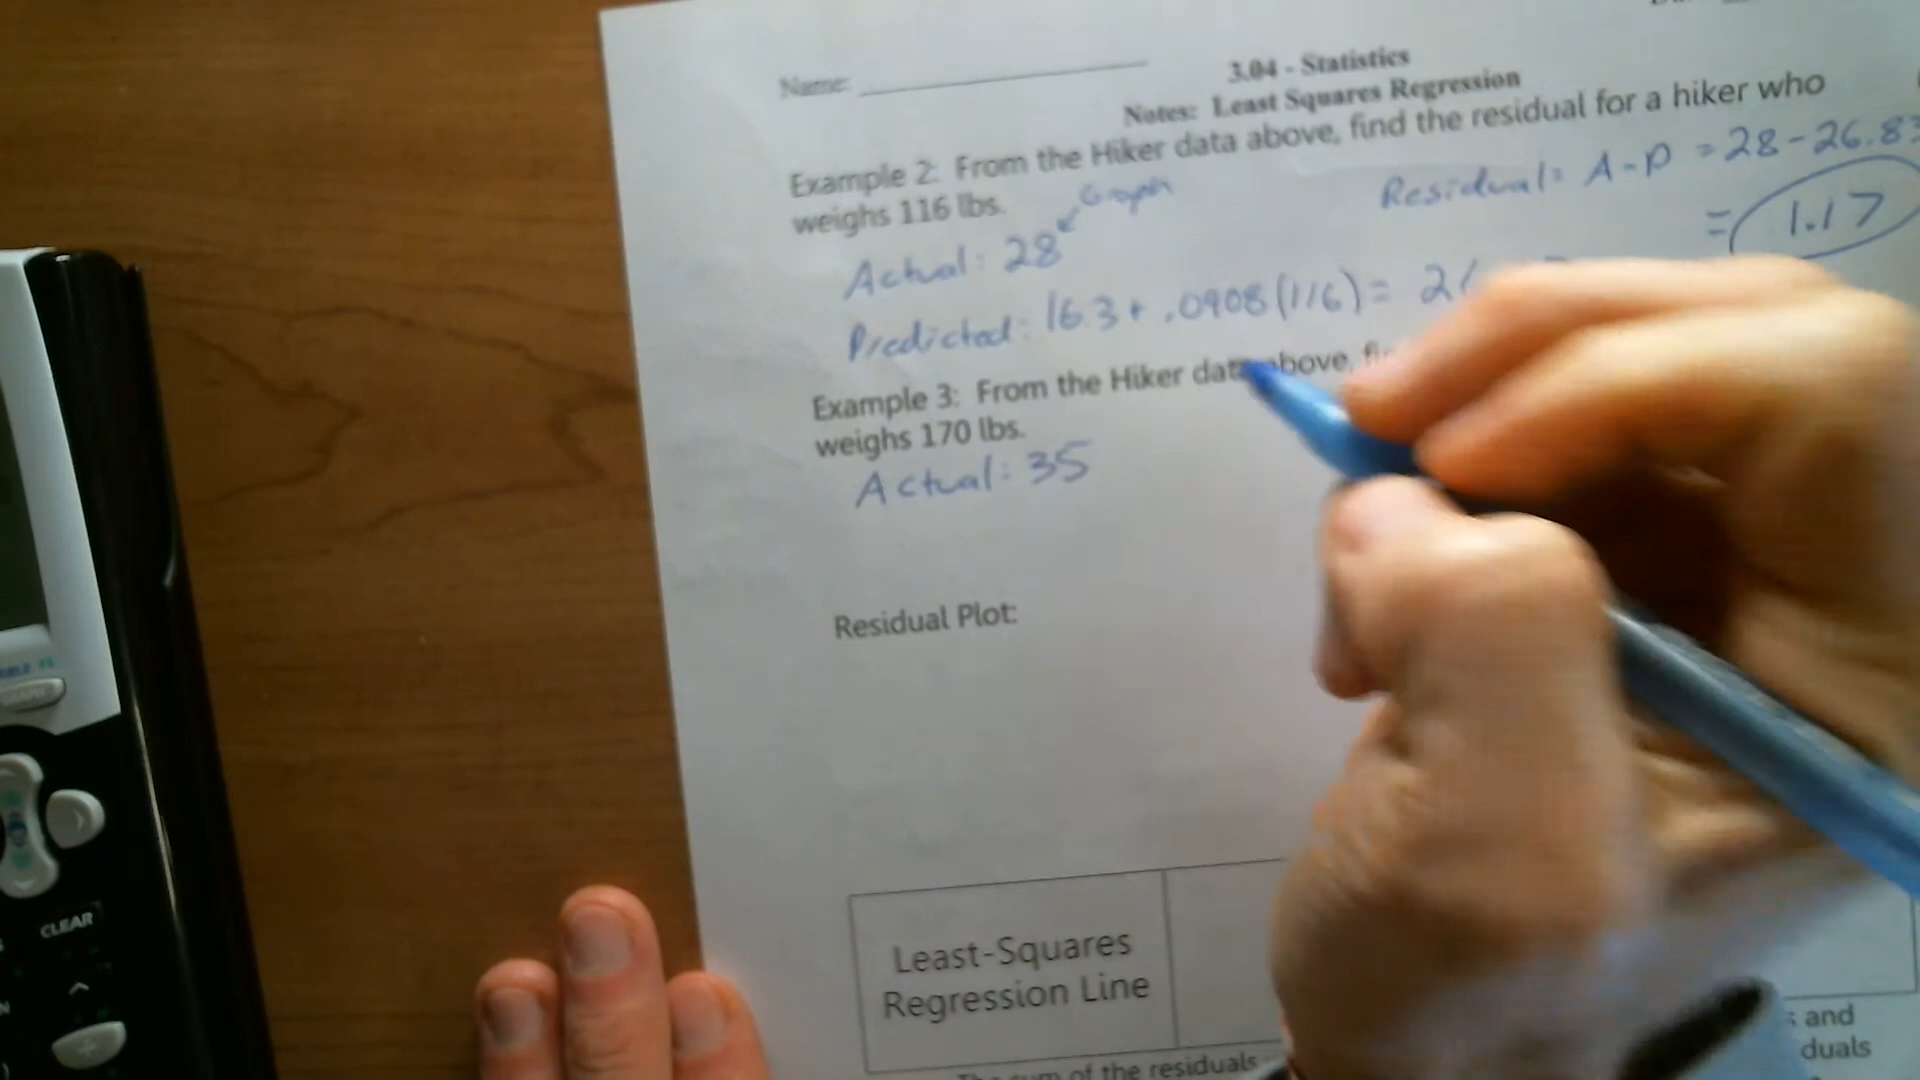 Name:
3.04 - Statistics
Notes: Least Squares Regression
Example 2: From the Hiker data above, find the residual for a hiker who
weighs 116 lbs.
Graph
Residual = A - P = 28 - 26.83
= 1.17
Actual: 28
Predicted: 16.3 + .0908(116) =
Example 3: From the Hiker data above,
weighs 170 lbs.
Actual: 35
Residual Plot:
Least-Squares
Regression Line
and
The sum of the residuals
CLEAR